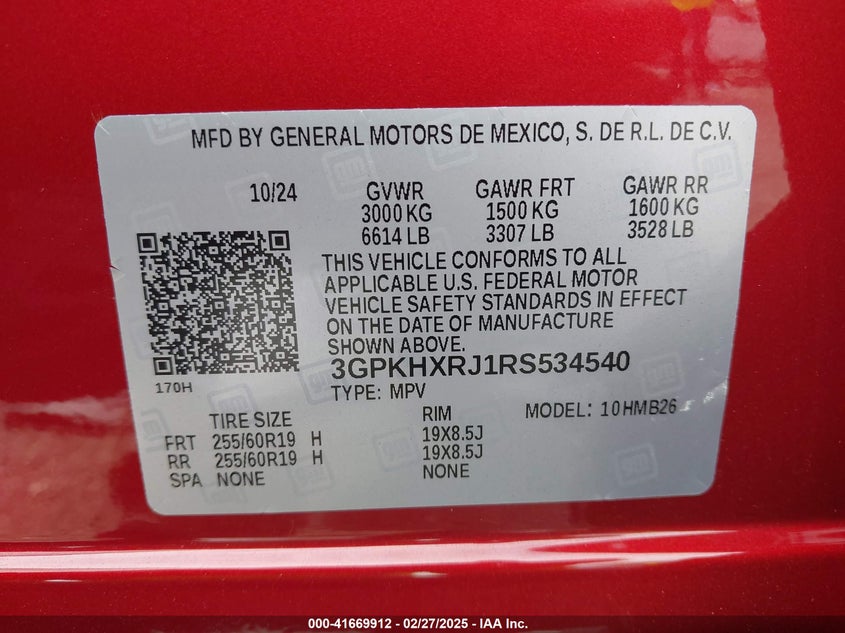 MFD BY GENERAL MOTORS DE MEXICO, S. DE R.L. DE C.V.
10/24 GVWR GAWR FRT GAWR RR
3000 KG 1500 KG 1600 KG
6614 LB 3307 LB 3528 LB
THIS VEHICLE CONFORMS TO ALL
APPLICABLE U.S. FEDERAL MOTOR
VEHICLE SAFETY STANDARDS IN EFFECT
ON THE DATE OF MANUFACTURE
SHOWN ABOVE.
3GPKHXRJ1RS534540
170H
TYPE: MPV
TIRE SIZE RIM MODEL: 10HMB26
FRT 255/60R19 H 19X8.5J
RR 255/60R19 H 19X8.5J
SPA NONE NONE
000-41669912 - 02/27/2025 - IAA Inc.